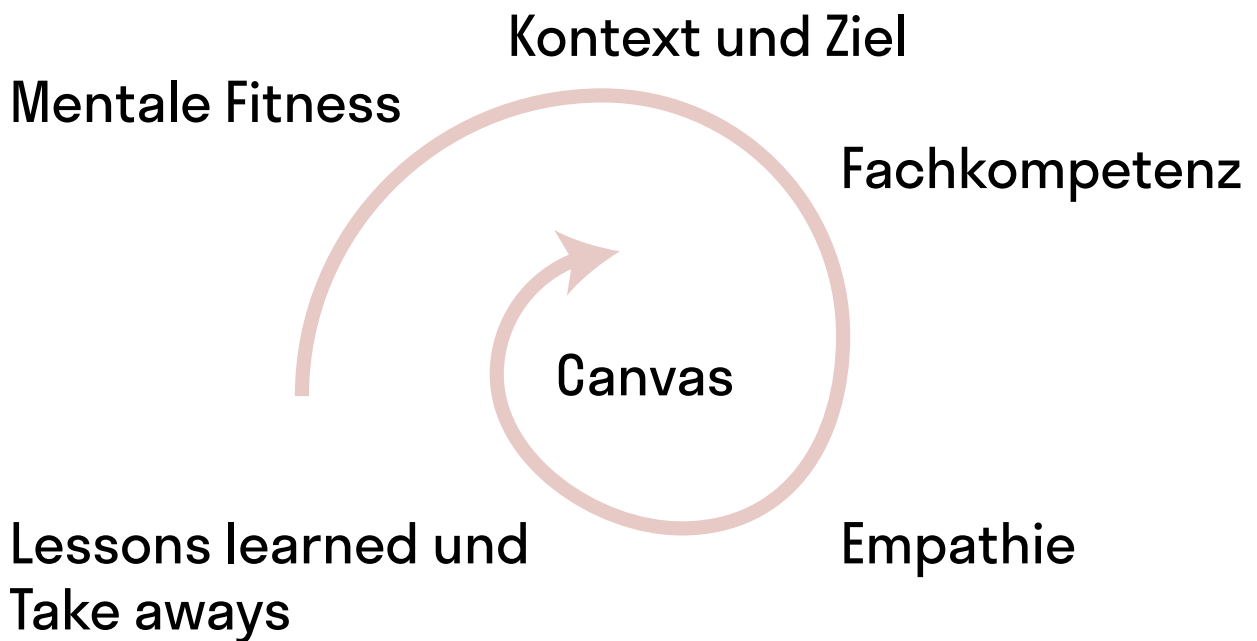 Kontext und Ziel
Mentale Fitness
Fachkompetenz
Canvas
Lessons learned und
Take aways
Empathie